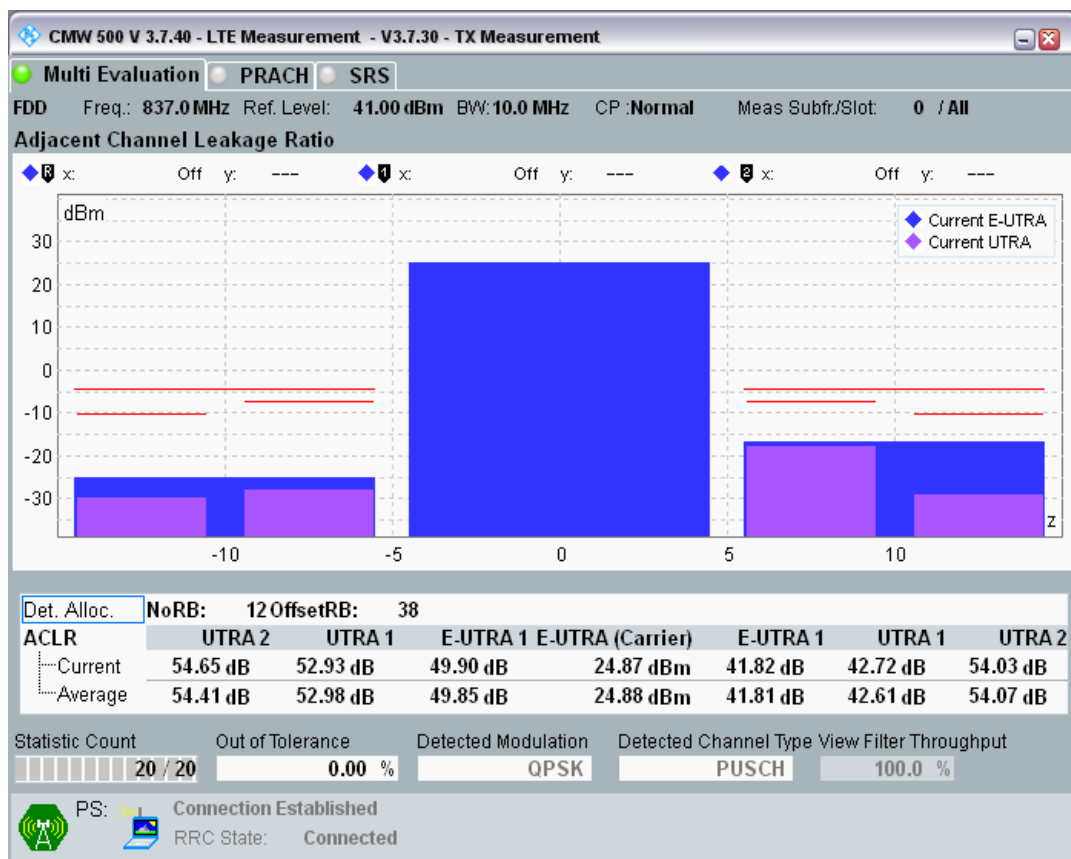 CMW 500 V 3.7.40 - LTE Measurement - V3.7.30 - TX Measurement
Multi Evaluation PRACH SRS
FDD Freq.: 837.0 MHz Ref. Level: 41.00 dBm BW: 10.0 MHz CP :Normal Meas Subfr./Slot: 0 / All
Adjacent Channel Leakage Ratio
R x: Off y: --- 1 x: Off y: --- 2 x: Off y: ---
dBm
Current E-UTRA
Current UTRA
30
20
10
0
-10
-20
-30
z
-10 -5 0 5 10
Det. Alloc. NoRB: 12 OffsetRB: 38
ACLR UTRA 2 UTRA 1 E-UTRA 1 E-UTRA (Carrier) E-UTRA 1 UTRA 1 UTRA 2
Current 54.65 dB 52.93 dB 49.90 dB 24.87 dBm 41.82 dB 42.72 dB 54.03 dB
Average 54.41 dB 52.98 dB 49.85 dB 24.88 dBm 41.81 dB 42.61 dB 54.07 dB
Statistic Count Out of Tolerance Detected Modulation Detected Channel Type View Filter Throughput
20 / 20 0.00 % QPSK PUSCH 100.0 %
PS: Connection Established
RRC State: Connected